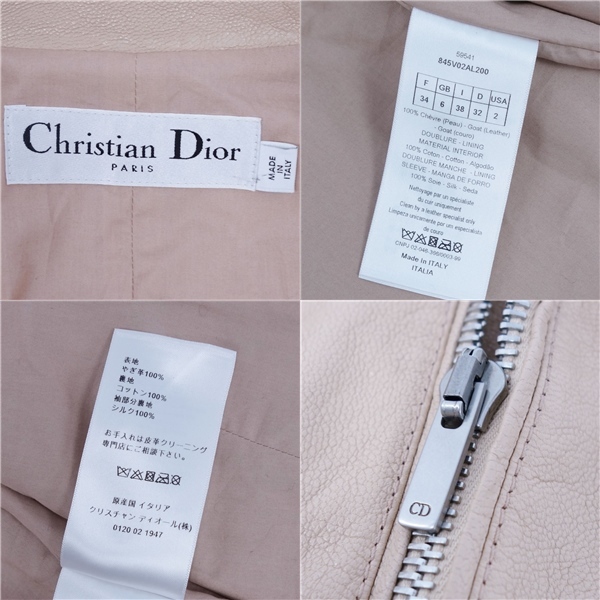 Christian Dior
PARIS
MADE
IN
ITALY
59541
845V02AL200
F GB I D USA
34 6 38 32 2
100% Chèvre (Peau) - Goat (Leather)
- Goat (couro)
DOUBLURE - LINING
MATERIAL INTERIOR
100% Coton - Cotton - Algodão
DOUBLURE MANCHE - LINING
SLEEVE - MANGA DE FORRO
100% Soie - Silk - Seda
Nettoyage par un spécialiste
du cuir uniquement
Clean by a leather specialist only
Limpeza unicamente por um especialista
de couro
CNPJ 02-046-398/0003-96
Made In ITALY
ITALIA
表地
やぎ革100%
裏地
コットン100%
袖部分裏地
シルク100%
お手入れは皮革クリーニング
専門店にご相談下さい。
原産国 イタリア
クリスチャン ディオール(株)
0120 02 1947
CD